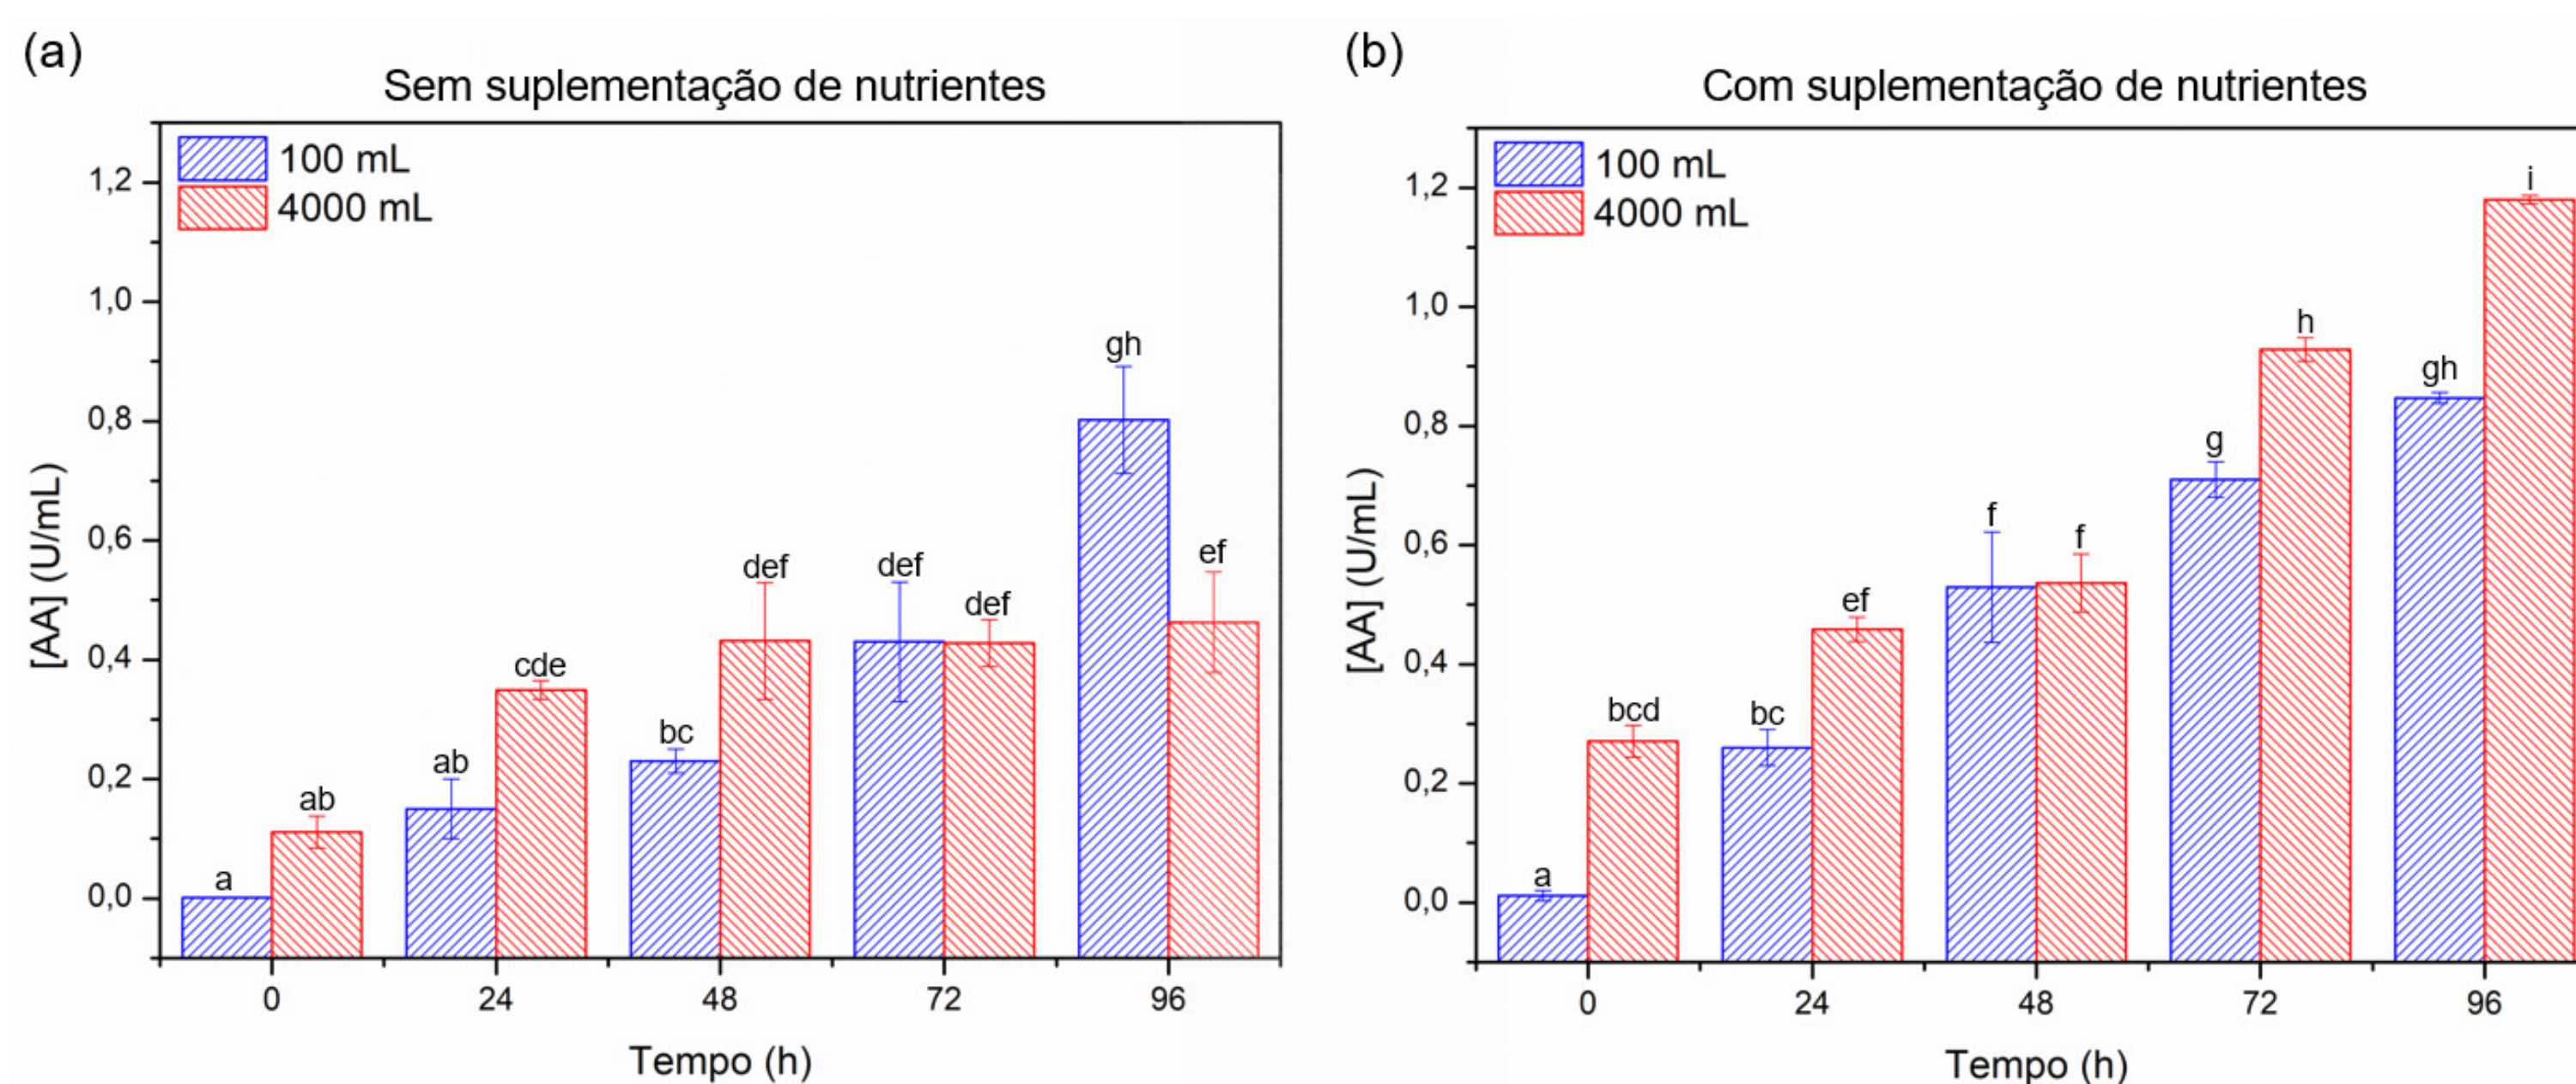 (a)
Sem suplementação de nutrientes
100 mL
4000 mL
[AA] (U/mL)
1,2
1,0
0,8
0,6
0,4
0,2
0,0
a
ab
ab
cde
bc
def
def
def
gh
ef
0 24 48 72 96
Tempo (h)
(b)
Com suplementação de nutrientes
100 mL
4000 mL
[AA] (U/mL)
1,2
1,0
0,8
0,6
0,4
0,2
0,0
a
bcd
bc
ef
f
f
g
h
gh
i
0 24 48 72 96
Tempo (h)